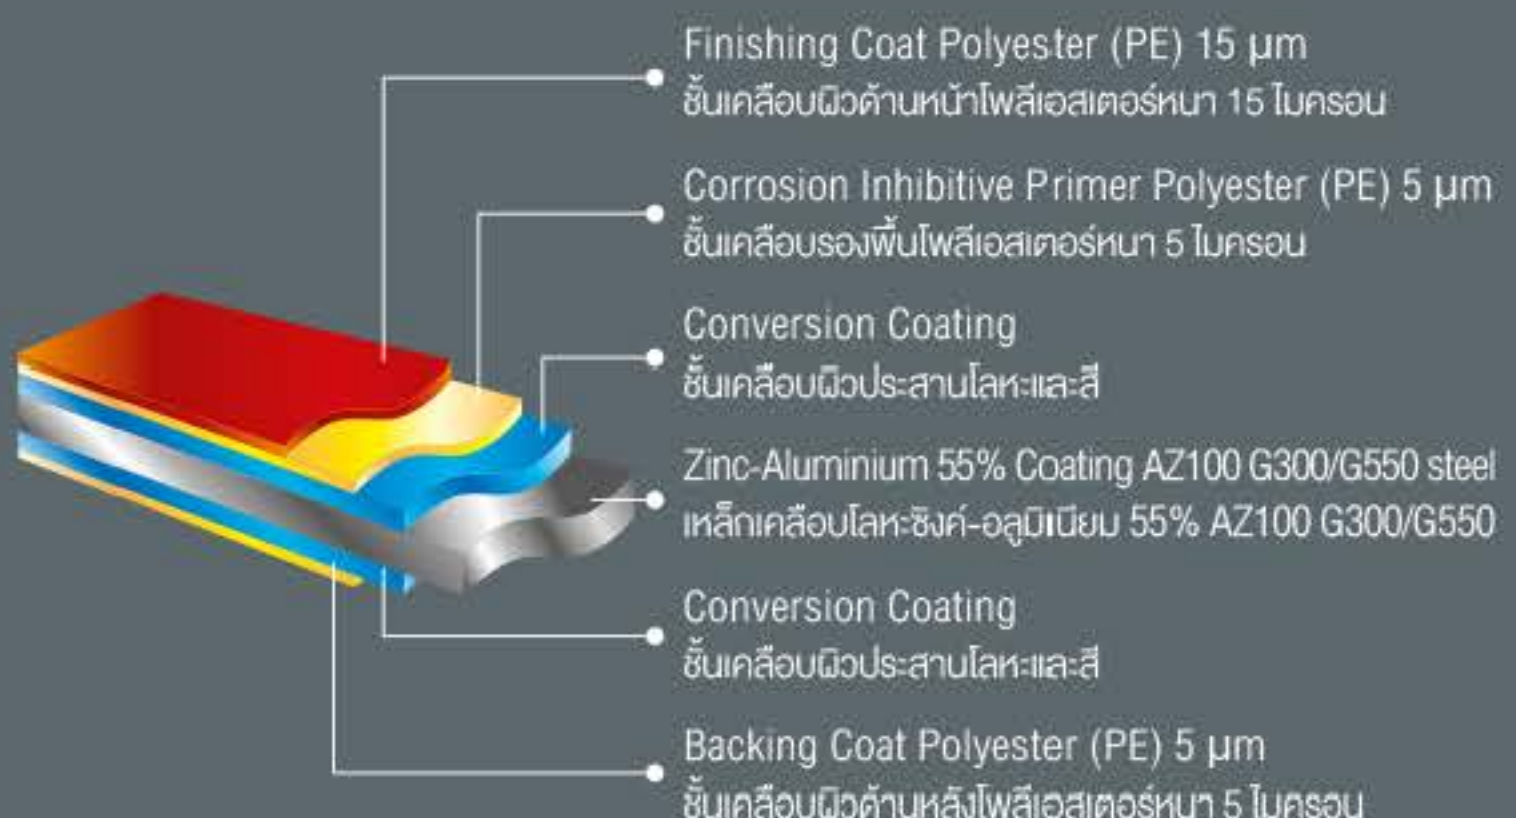 Finishing Coat Polyester (PE) 15 µm
ชั้นเคลือบผิวด้านหน้าโพลีเอสเตอร์หนา 15 ไมครอน
Corrosion Inhibitive Primer Polyester (PE) 5 µm
ชั้นเคลือบรองพื้นโพลีเอสเตอร์หนา 5 ไมครอน
Conversion Coating
ชั้นเคลือบผิวประสานโลหะและสี
Zinc-Aluminium 55% Coating AZ100 G300/G550 steel
เหล็กเคลือบโลหะซิงค์-อลูมิเนียม 55% AZ100 G300/G550
Conversion Coating
ชั้นเคลือบผิวประสานโลหะและสี
Backing Coat Polyester (PE) 5 µm
ชั้นเคลือบผิวด้านหลังโพลีเอสเตอร์หนา 5 ไมครอน